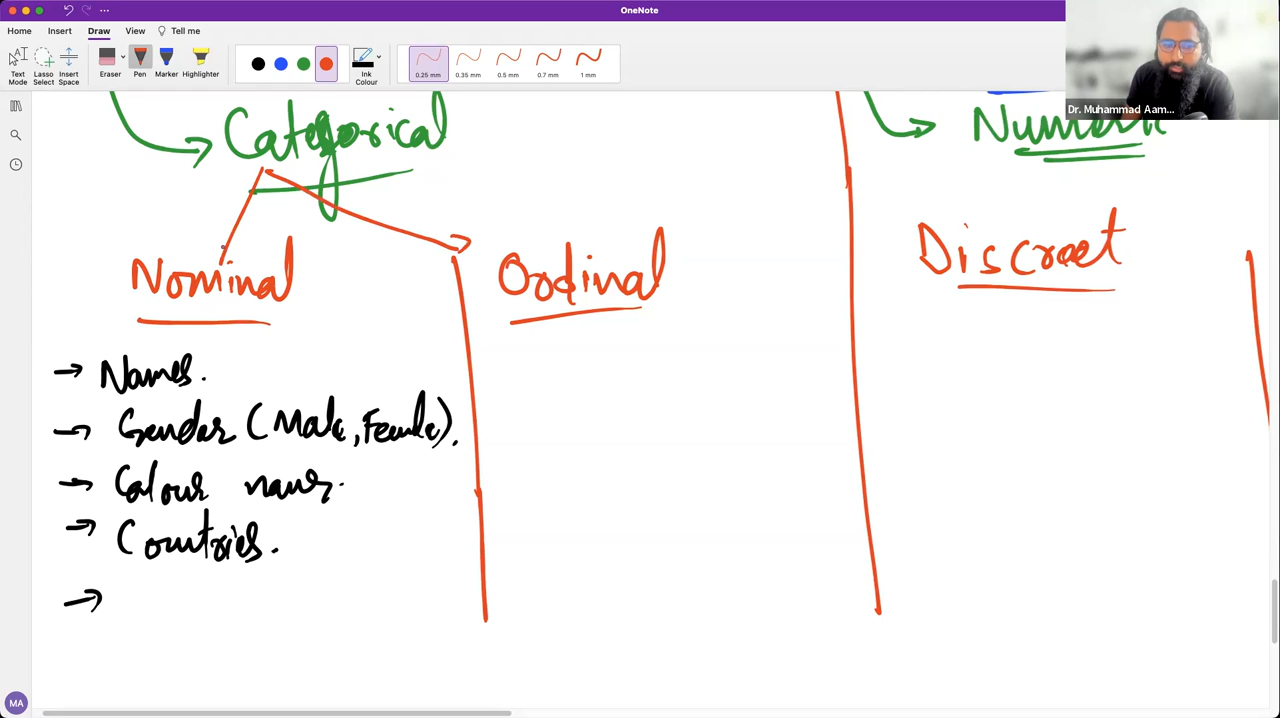 OneNote
Home Insert Draw View Tell me
Text Mode Lasso Select Insert Space Eraser Pen Marker Highlighter Ink Colour 0.25 mm 0.35 mm 0.5 mm 0.7 mm 1 mm
Dr. Muhammad Aam...
Categorical
Numeric
Nominal
Ordinal
Discreet
→ Names.
→ Gendar (Male, Female).
→ Colour names.
→ Countries.
→
MA